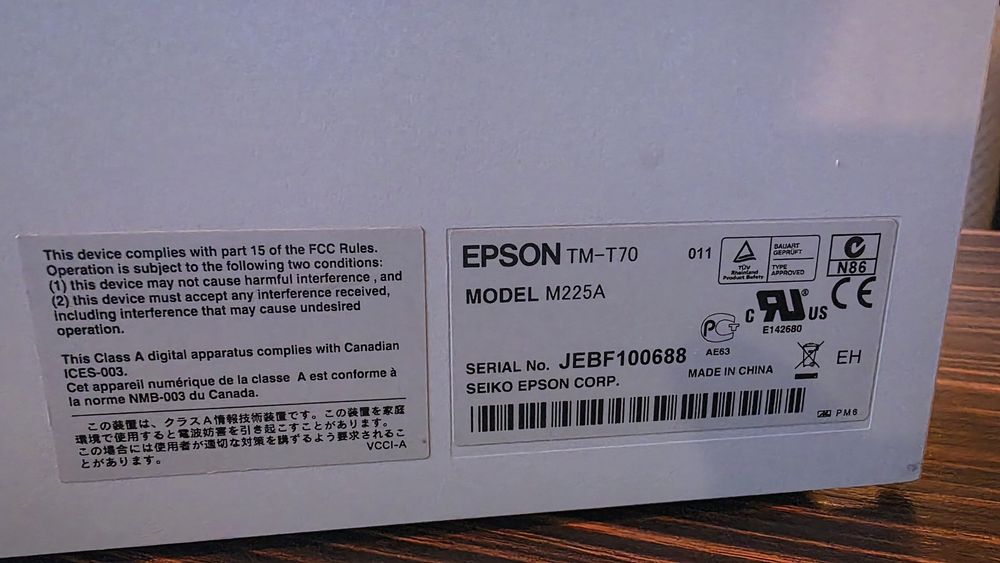 This device complies with part 15 of the FCC Rules.
Operation is subject to the following two conditions:
(1) this device may not cause harmful interference , and
(2) this device must accept any interference received,
including interference that may cause undesired
operation.
This Class A digital apparatus complies with Canadian
ICES-003.
Cet appareil numérique de la classe A est conforme à
la norme NMB-003 du Canada.
この装置は、クラスA情報技術装置です。この装置を家庭
環境で使用すると電波妨害を引き起こすことがあります。
この場合には使用者が適切な対策を講ずるよう要求されるこ
とがあります。
VCCI-A
EPSON TM-T70 011
TÜV
Rheinland
Product Safety
BAUART
GEPRÜFT
TYPE
APPROVED
N86
MODEL M225A
C RU US
®
E142680
CE
PCT
AE63
SERIAL No. JEBF100688
MADE IN CHINA
EH
SEIKO EPSON CORP.
PM6